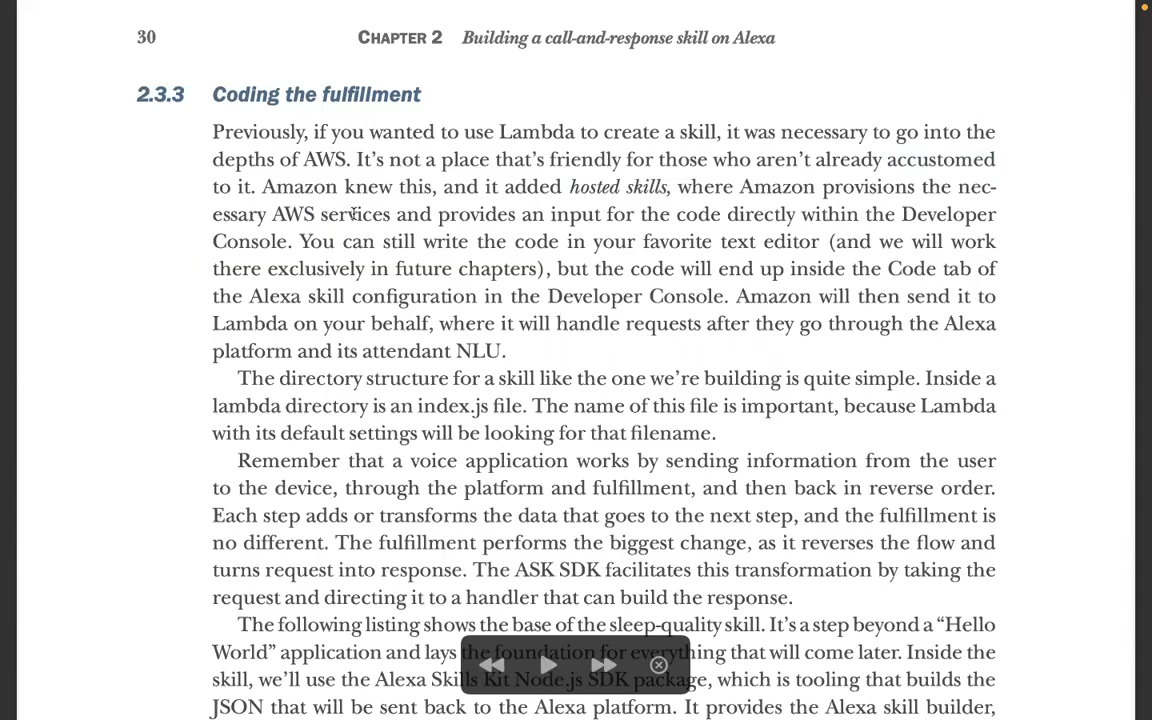 30 CHAPTER 2 Building a call-and-response skill on Alexa
2.3.3 Coding the fulfillment
Previously, if you wanted to use Lambda to create a skill, it was necessary to go into the
depths of AWS. It’s not a place that’s friendly for those who aren’t already accustomed
to it. Amazon knew this, and it added hosted skills, where Amazon provisions the nec-
essary AWS services and provides an input for the code directly within the Developer
Console. You can still write the code in your favorite text editor (and we will work
there exclusively in future chapters), but the code will end up inside the Code tab of
the Alexa skill configuration in the Developer Console. Amazon will then send it to
Lambda on your behalf, where it will handle requests after they go through the Alexa
platform and its attendant NLU.
The directory structure for a skill like the one we’re building is quite simple. Inside a
lambda directory is an index.js file. The name of this file is important, because Lambda
with its default settings will be looking for that filename.
Remember that a voice application works by sending information from the user
to the device, through the platform and fulfillment, and then back in reverse order.
Each step adds or transforms the data that goes to the next step, and the fulfillment is
no different. The fulfillment performs the biggest change, as it reverses the flow and
turns request into response. The ASK SDK facilitates this transformation by taking the
request and directing it to a handler that can build the response.
The following listing shows the base of the sleep-quality skill. It’s a step beyond a “Hello
World” application and lays the foundation for everything that will come later. Inside the
skill, we’ll use the Alexa Skills Kit Node.js SDK package, which is tooling that builds the
JSON that will be sent back to the Alexa platform. It provides the Alexa skill builder,